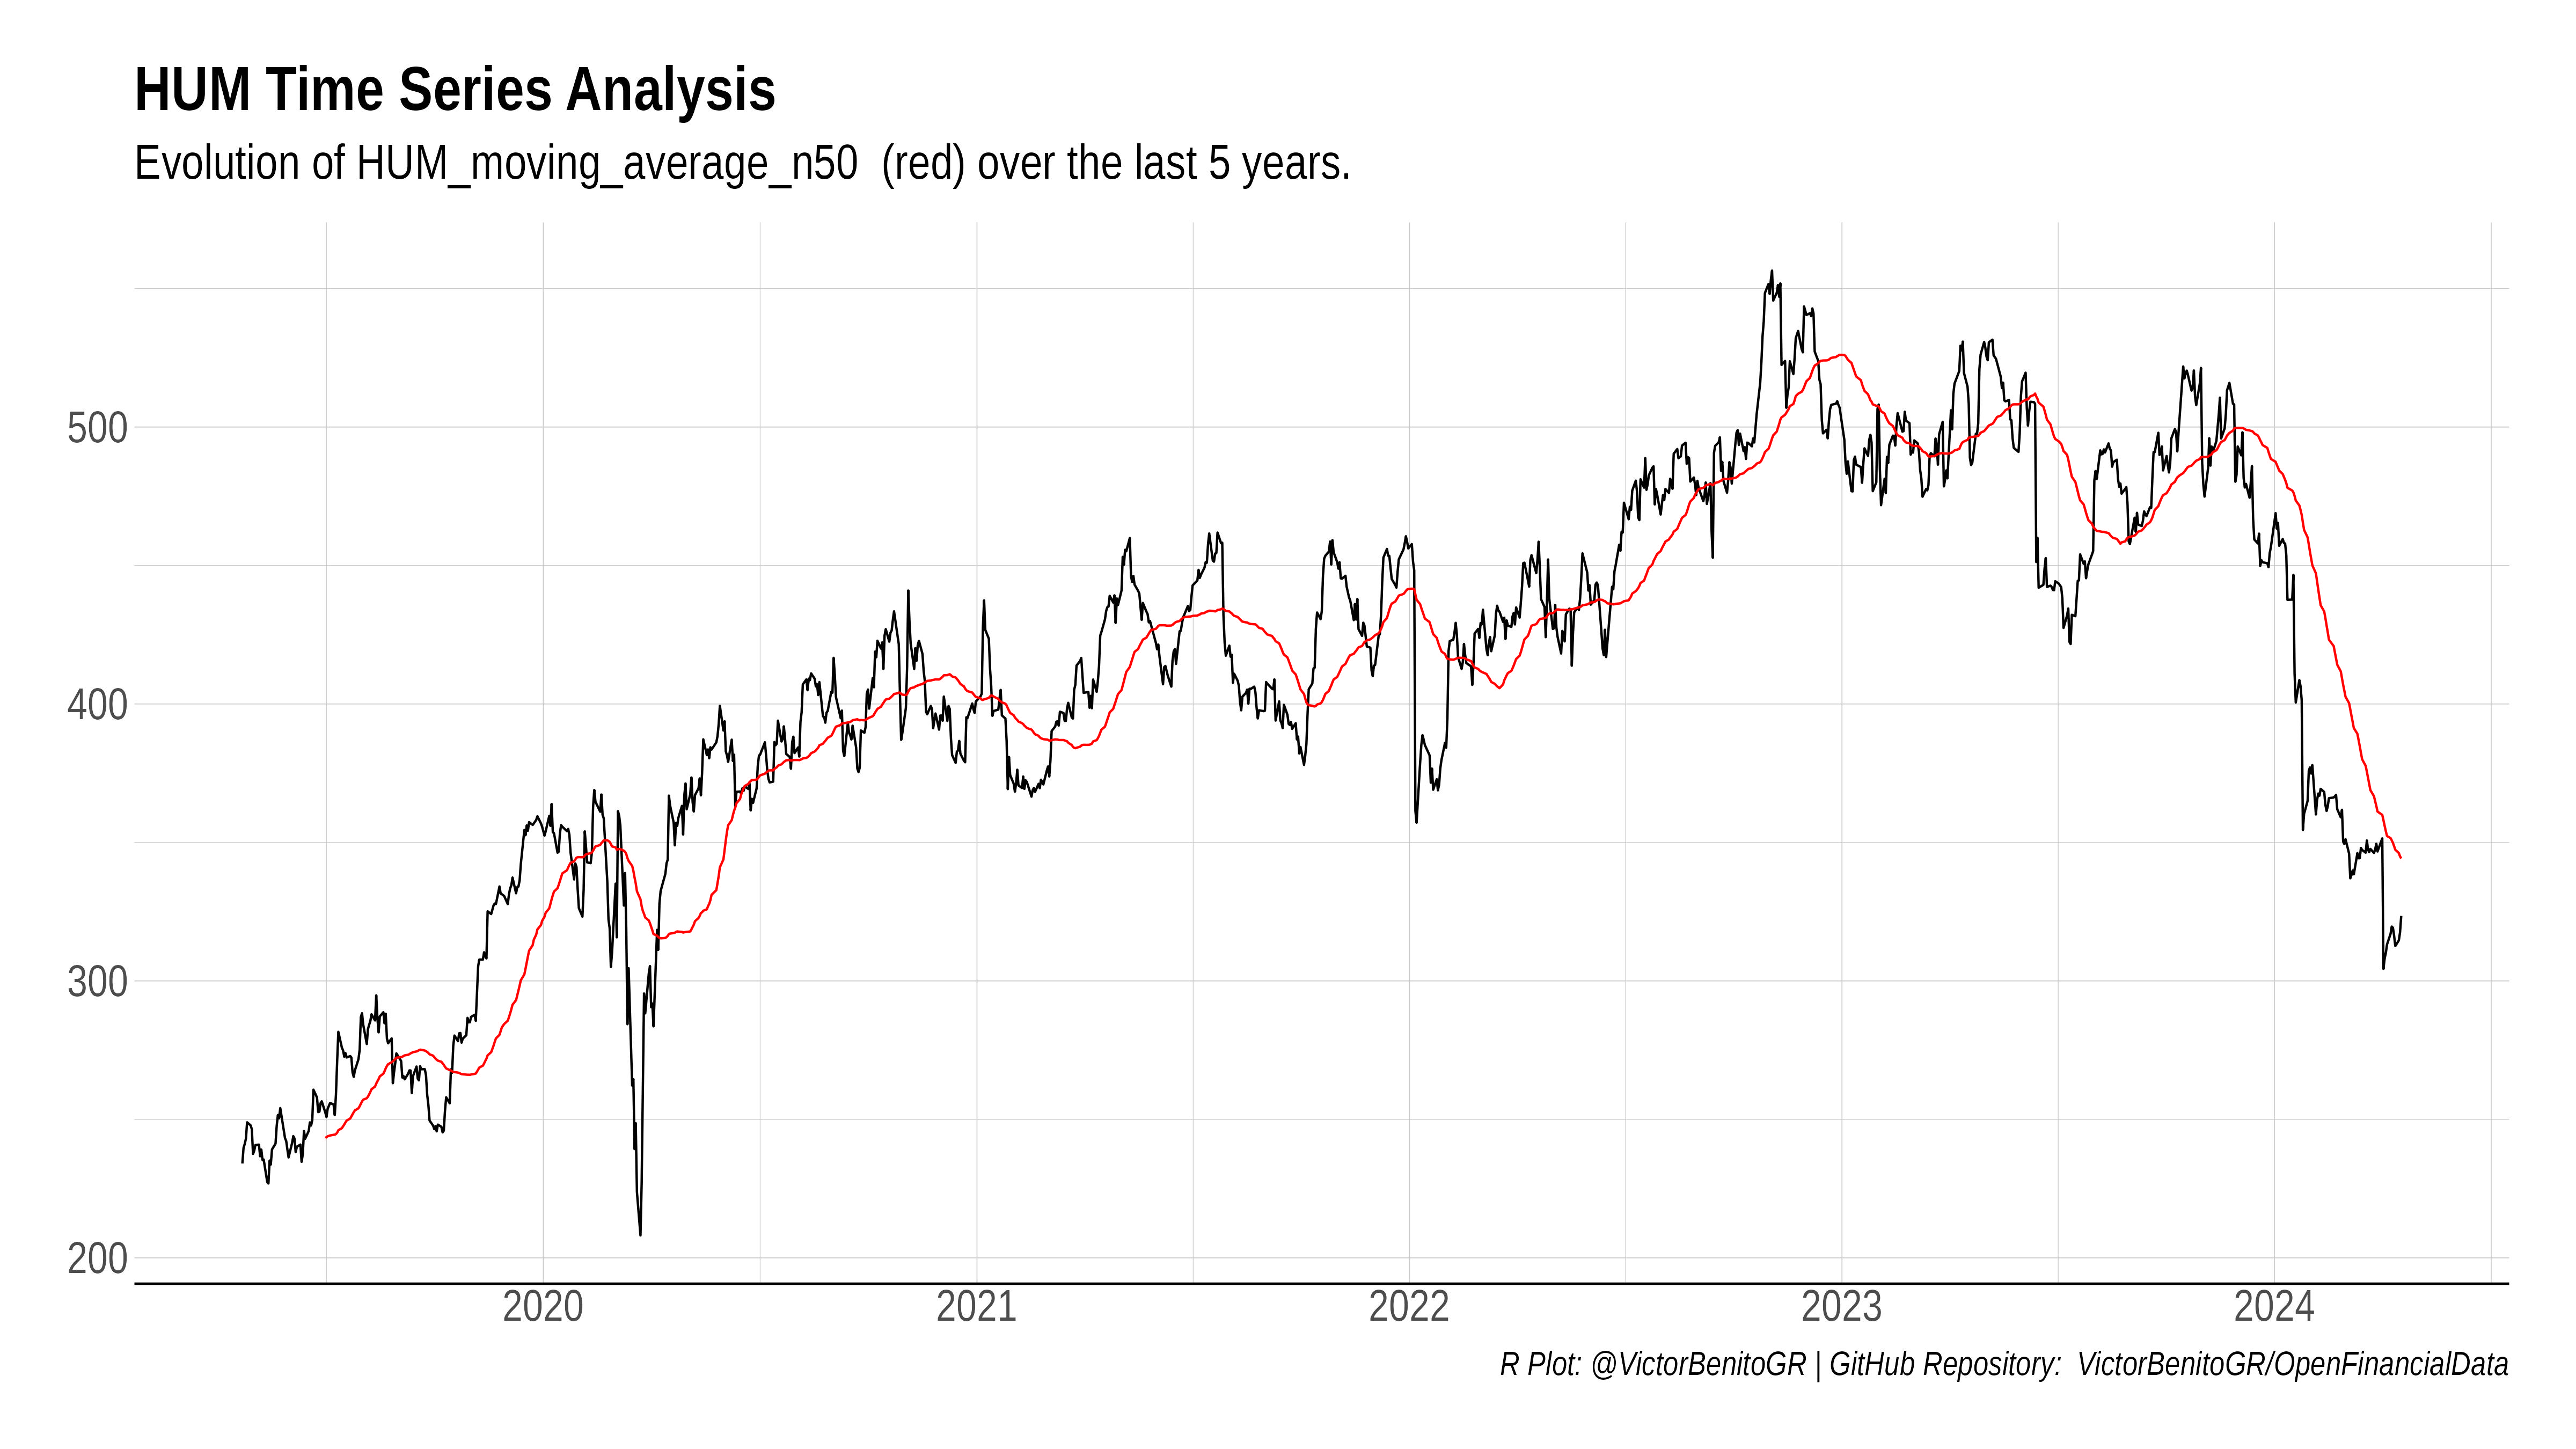 HUM Time Series Analysis
Evolution of HUM_moving_average_n50  (red) over the last 5 years.
500
400
300
200
2020 2021 2022 2023 2024
R Plot: @VictorBenitoGR | GitHub Repository:  VictorBenitoGR/OpenFinancialData